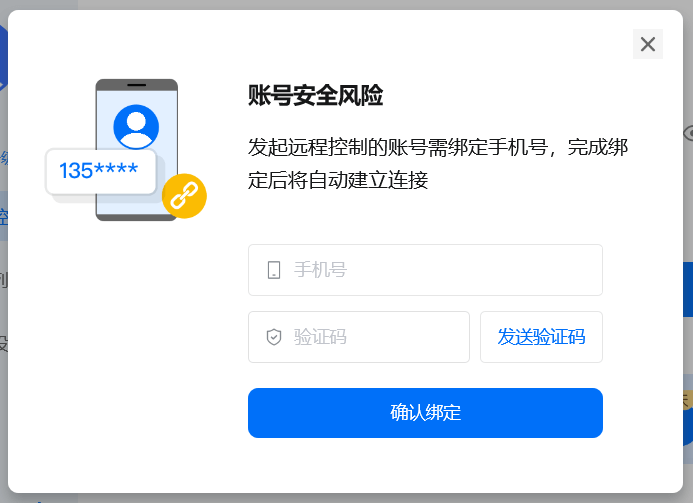 账号安全风险
发起远程控制的账号需绑定手机号，完成绑
定后将自动建立连接
135****
手机号
验证码
发送验证码
确认绑定